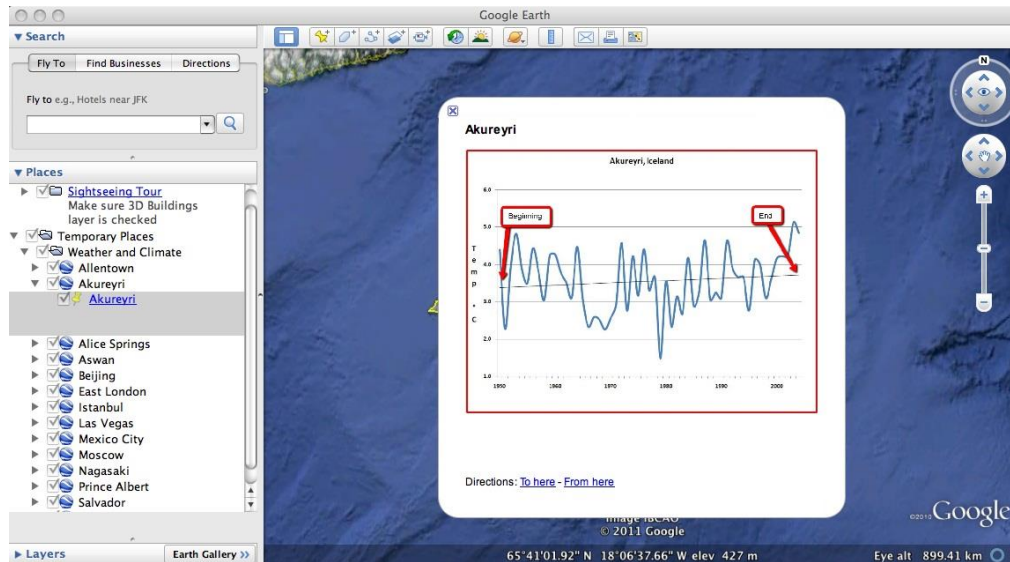 Google Earth
Search
Fly To
Find Businesses
Directions
Fly to e.g., Hotels near JFK
Places
Sightseeing Tour
Make sure 3D Buildings
layer is checked
Temporary Places
Weather and Climate
Allentown
Akureyri
Akureyri
Alice Springs
Aswan
Beijing
East London
Istanbul
Las Vegas
Mexico City
Moscow
Nagasaki
Prince Albert
Salvador
Layers
Earth Gallery >>
N
Akureyri
Akureyri, Iceland
6.0
5.0
4.0
3.0
2.0
1.0
Temp. °C
Beginning
End
1950
1960
1970
1980
1990
2000
Directions: To here - From here
Image IBCAO
© 2011 Google
©2010 Google
65°41'01.92" N 18°06'37.66" W elev 427 m
Eye alt 899.41 km